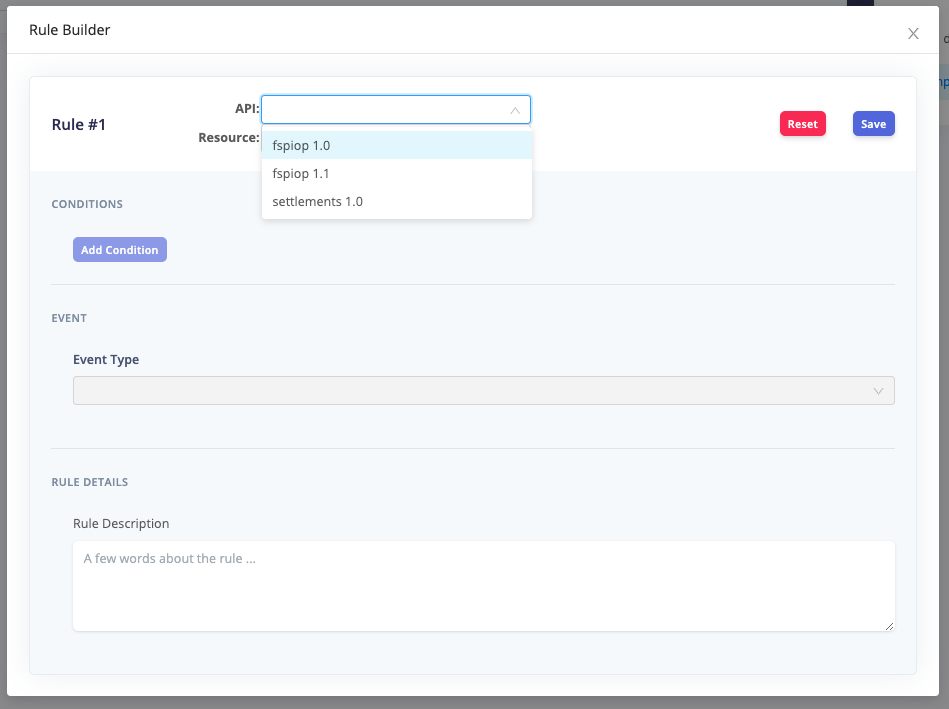 Rule Builder
API:
Rule #1
Reset
Save
Resource:
fspiop 1.0
fspiop 1.1
settlements 1.0
CONDITIONS
Add Condition
EVENT
Event Type
RULE DETAILS
Rule Description
A few words about the rule ...